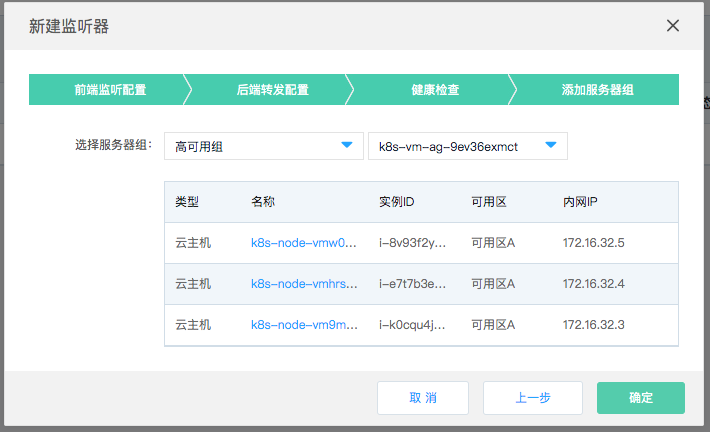 新建监听器
前端监听配置 后端转发配置 健康检查 添加服务器组
选择服务器组： 高可用组 k8s-vm-ag-9ev36exmct
类型 名称 实例ID 可用区 内网IP
云主机 k8s-node-vmw0... i-8v93f2y... 可用区A 172.16.32.5
云主机 k8s-node-vmhrs... i-e7t7b3e... 可用区A 172.16.32.4
云主机 k8s-node-vm9m... i-k0cqu4j... 可用区A 172.16.32.3
取 消 上一步 确定